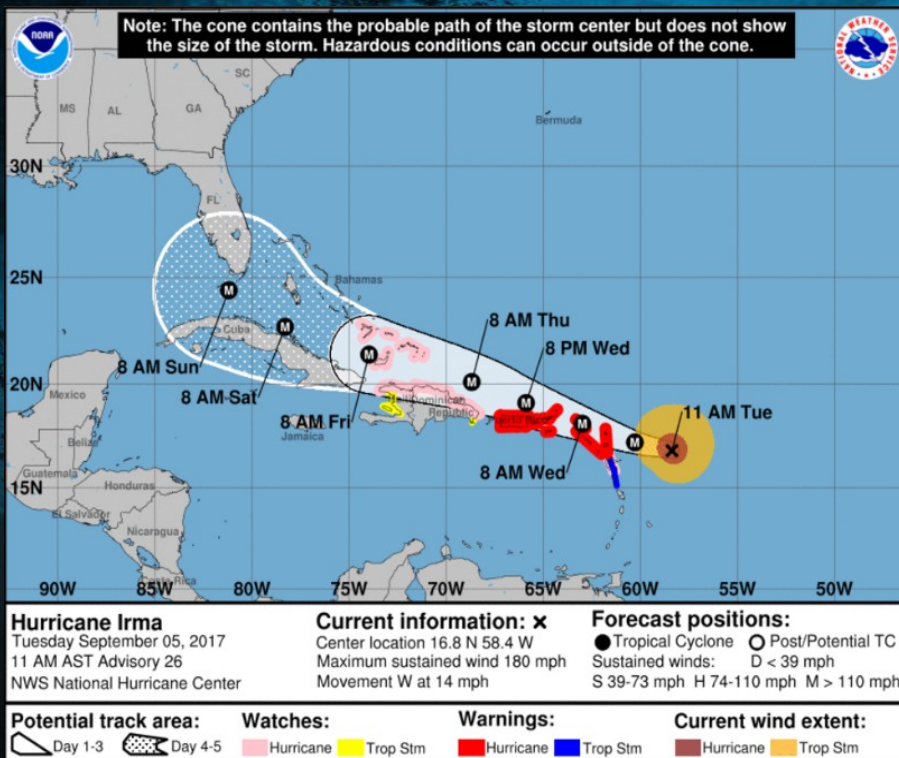 Note: The cone contains the probable path of the storm center but does not show
the size of the storm. Hazardous conditions can occur outside of the cone.
NOAA
NATIONAL WEATHER SERVICE
SC
MS
AL
GA
Bermuda
30N
FL
25N
Bahamas
8 AM Thu
Cuba
8 PM Wed
8 AM Sun
20N
8 AM Sat
Mexico
8 AM Fri
Dominican
Republic
11 AM Tue
Jamaica
Belize
8 AM Wed
Guatemala
15N
Honduras
El Salvador
Nicaragua
Costa Rica
90W 85W 80W 75W 70W 65W 60W 55W 50W
M
M
M
M
M
M
M
Hurricane Irma
Tuesday September 05, 2017
11 AM AST Advisory 26
NWS National Hurricane Center
Current information: ×
Center location 16.8 N 58.4 W
Maximum sustained wind 180 mph
Movement W at 14 mph
Forecast positions:
Tropical Cyclone Post/Potential TC
Sustained winds: D < 39 mph
S 39-73 mph H 74-110 mph M > 110 mph
Potential track area:
Day 1-3 Day 4-5
Watches:
Hurricane Trop Stm
Warnings:
Hurricane Trop Stm
Current wind extent:
Hurricane Trop Stm